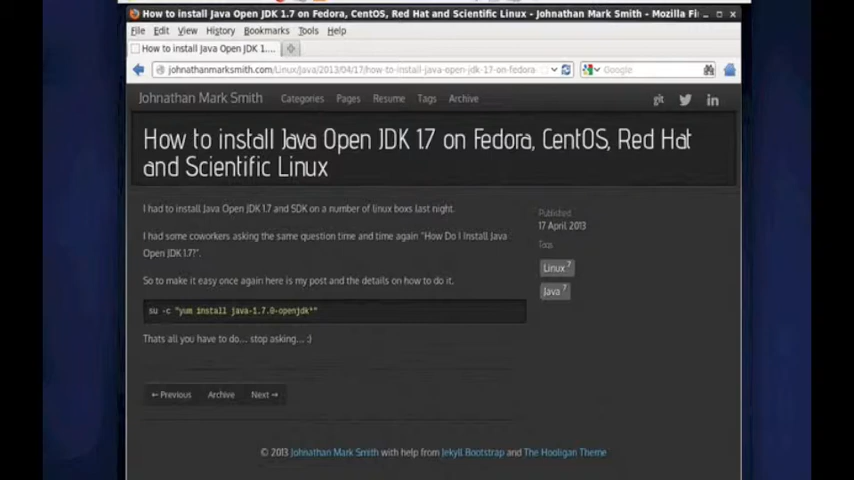 How to install Java Open JDK 1.7 on Fedora, CentOS, Red Hat and Scientific Linux - Johnathan Mark Smith - Mozilla Fi
File Edit View History Bookmarks Tools Help
How to install Java Open JDK 1....
johnathanmarksmith.com/Linux/Java/2013/04/17/how-to-install-java-open-jdk-17-on-fedora
Google
Johnathan Mark Smith Categories Pages Resume Tags Archive git in
How to install Java Open JDK 1.7 on Fedora, CentOS, Red Hat
and Scientific Linux
I had to install Java Open JDK 1.7 and SDK on a number of linux boxs last night.
Published
17 April 2013
I had some coworkers asking the same question time and time again "How Do I Install Java
Open JDK 1.7?".
Tags
Linux 7
Java 7
So to make it easy once again here is my post and the details on how to do it.
su -c "yum install java-1.7.0-openjdk*"
Thats all you have to do... stop asking... :)
← Previous Archive Next →
© 2013 Johnathan Mark Smith with help from Jekyll Bootstrap and The Hooligan Theme